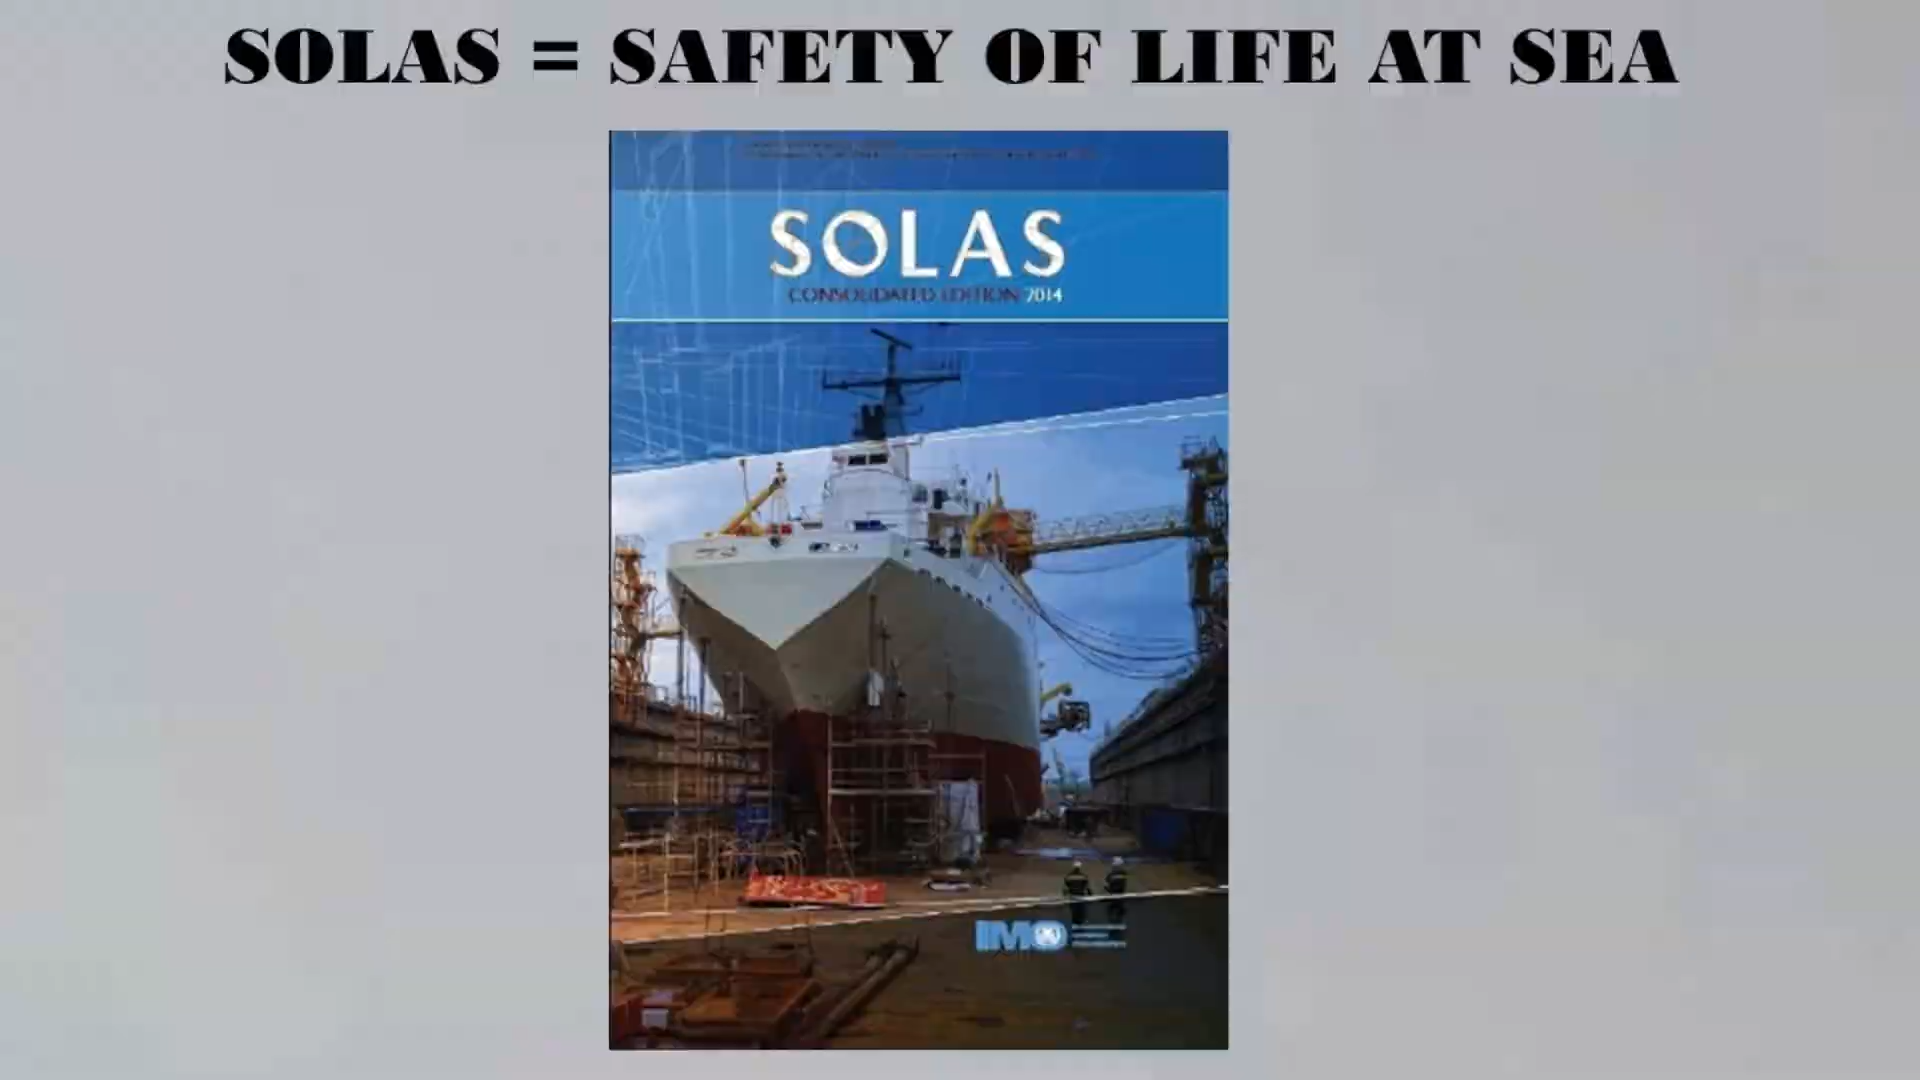 SOLAS = SAFETY OF LIFE AT SEA
SOLAS
CONSOLIDATED EDITION 2014
IMO